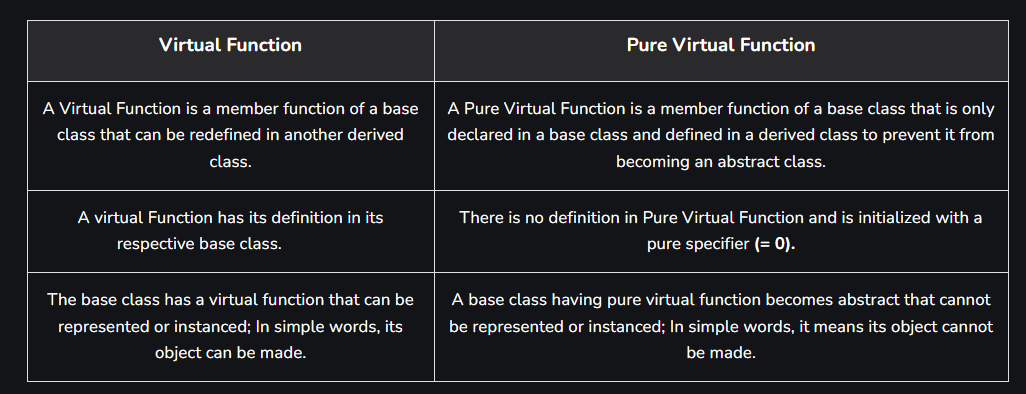 Virtual Function
Pure Virtual Function
A Virtual Function is a member function of a base
class that can be redefined in another derived
class.
A Pure Virtual Function is a member function of a base class that is only
declared in a base class and defined in a derived class to prevent it from
becoming an abstract class.
A virtual Function has its definition in its
respective base class.
There is no definition in Pure Virtual Function and is initialized with a
pure specifier (= 0).
The base class has a virtual function that can be
represented or instanced; In simple words, its
object can be made.
A base class having pure virtual function becomes abstract that cannot
be represented or instanced; In simple words, it means its object cannot
be made.